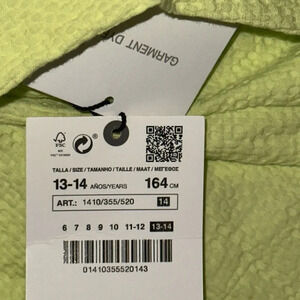 GARMENT DY
FSC
TALLA / SIZE / TAMANHO / TAILLE / MAAT / ΜΕΓΕΘΟΣ
13-14 AÑOS/YEARS 164 CM
ART.: 1410/355/520 14
6 7 8 9 10 11-12 13-14
01410355520143